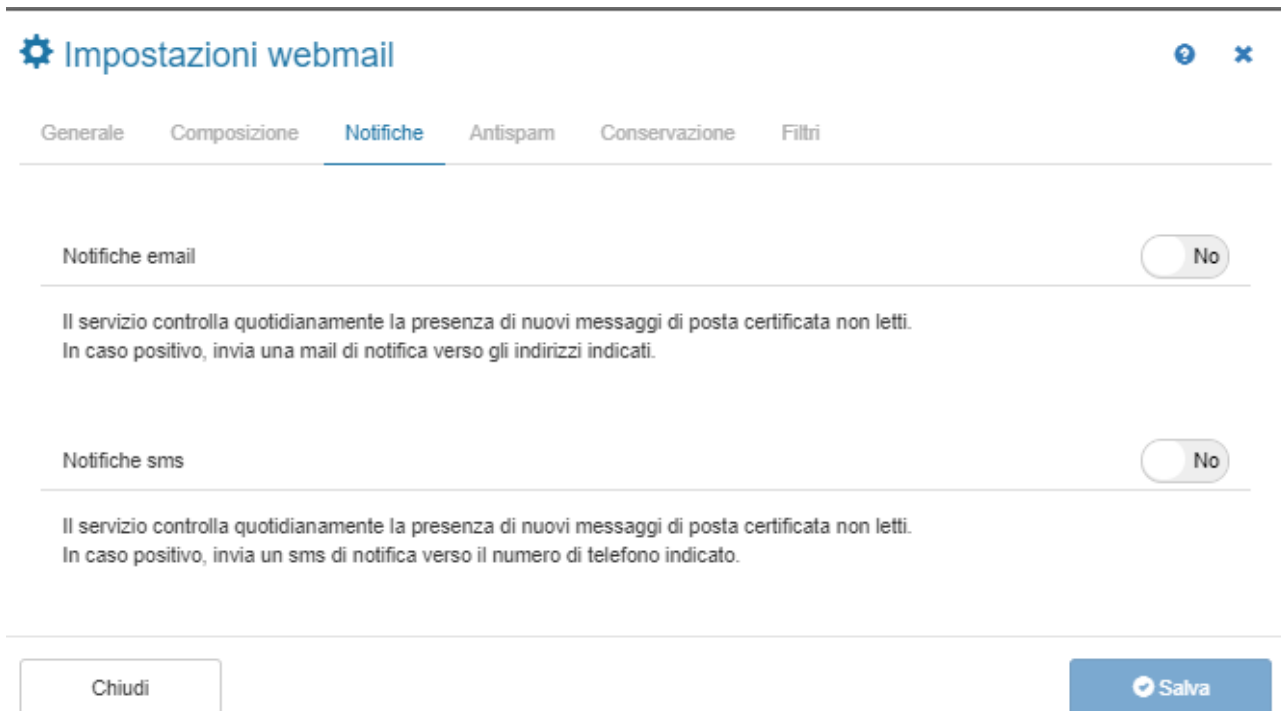 Impostazioni webmail
Generale Composizione Notifiche Antispam Conservazione Filtri
Notifiche email No
Il servizio controlla quotidianamente la presenza di nuovi messaggi di posta certificata non letti.
In caso positivo, invia una mail di notifica verso gli indirizzi indicati.
Notifiche sms No
Il servizio controlla quotidianamente la presenza di nuovi messaggi di posta certificata non letti.
In caso positivo, invia un sms di notifica verso il numero di telefono indicato.
Chiudi Salva